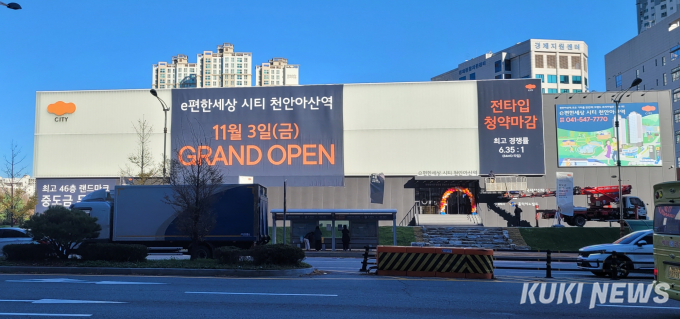 경제지원센터
e편한세상 시티 천안아산역
11월 3일(금)
GRAND OPEN
CITY
전타입
청약마감
최고 경쟁률
6.35 : 1
☎ 041-547-7770
e편한세상 시티 천안아산역
최고 46층 랜드마크
중도금
KUKI NEWS